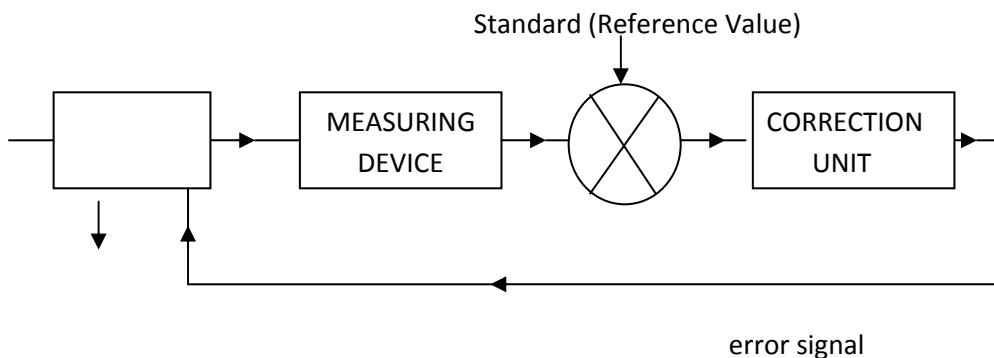 Standard (Reference Value)
MEASURING
DEVICE
CORRECTION
UNIT
error signal